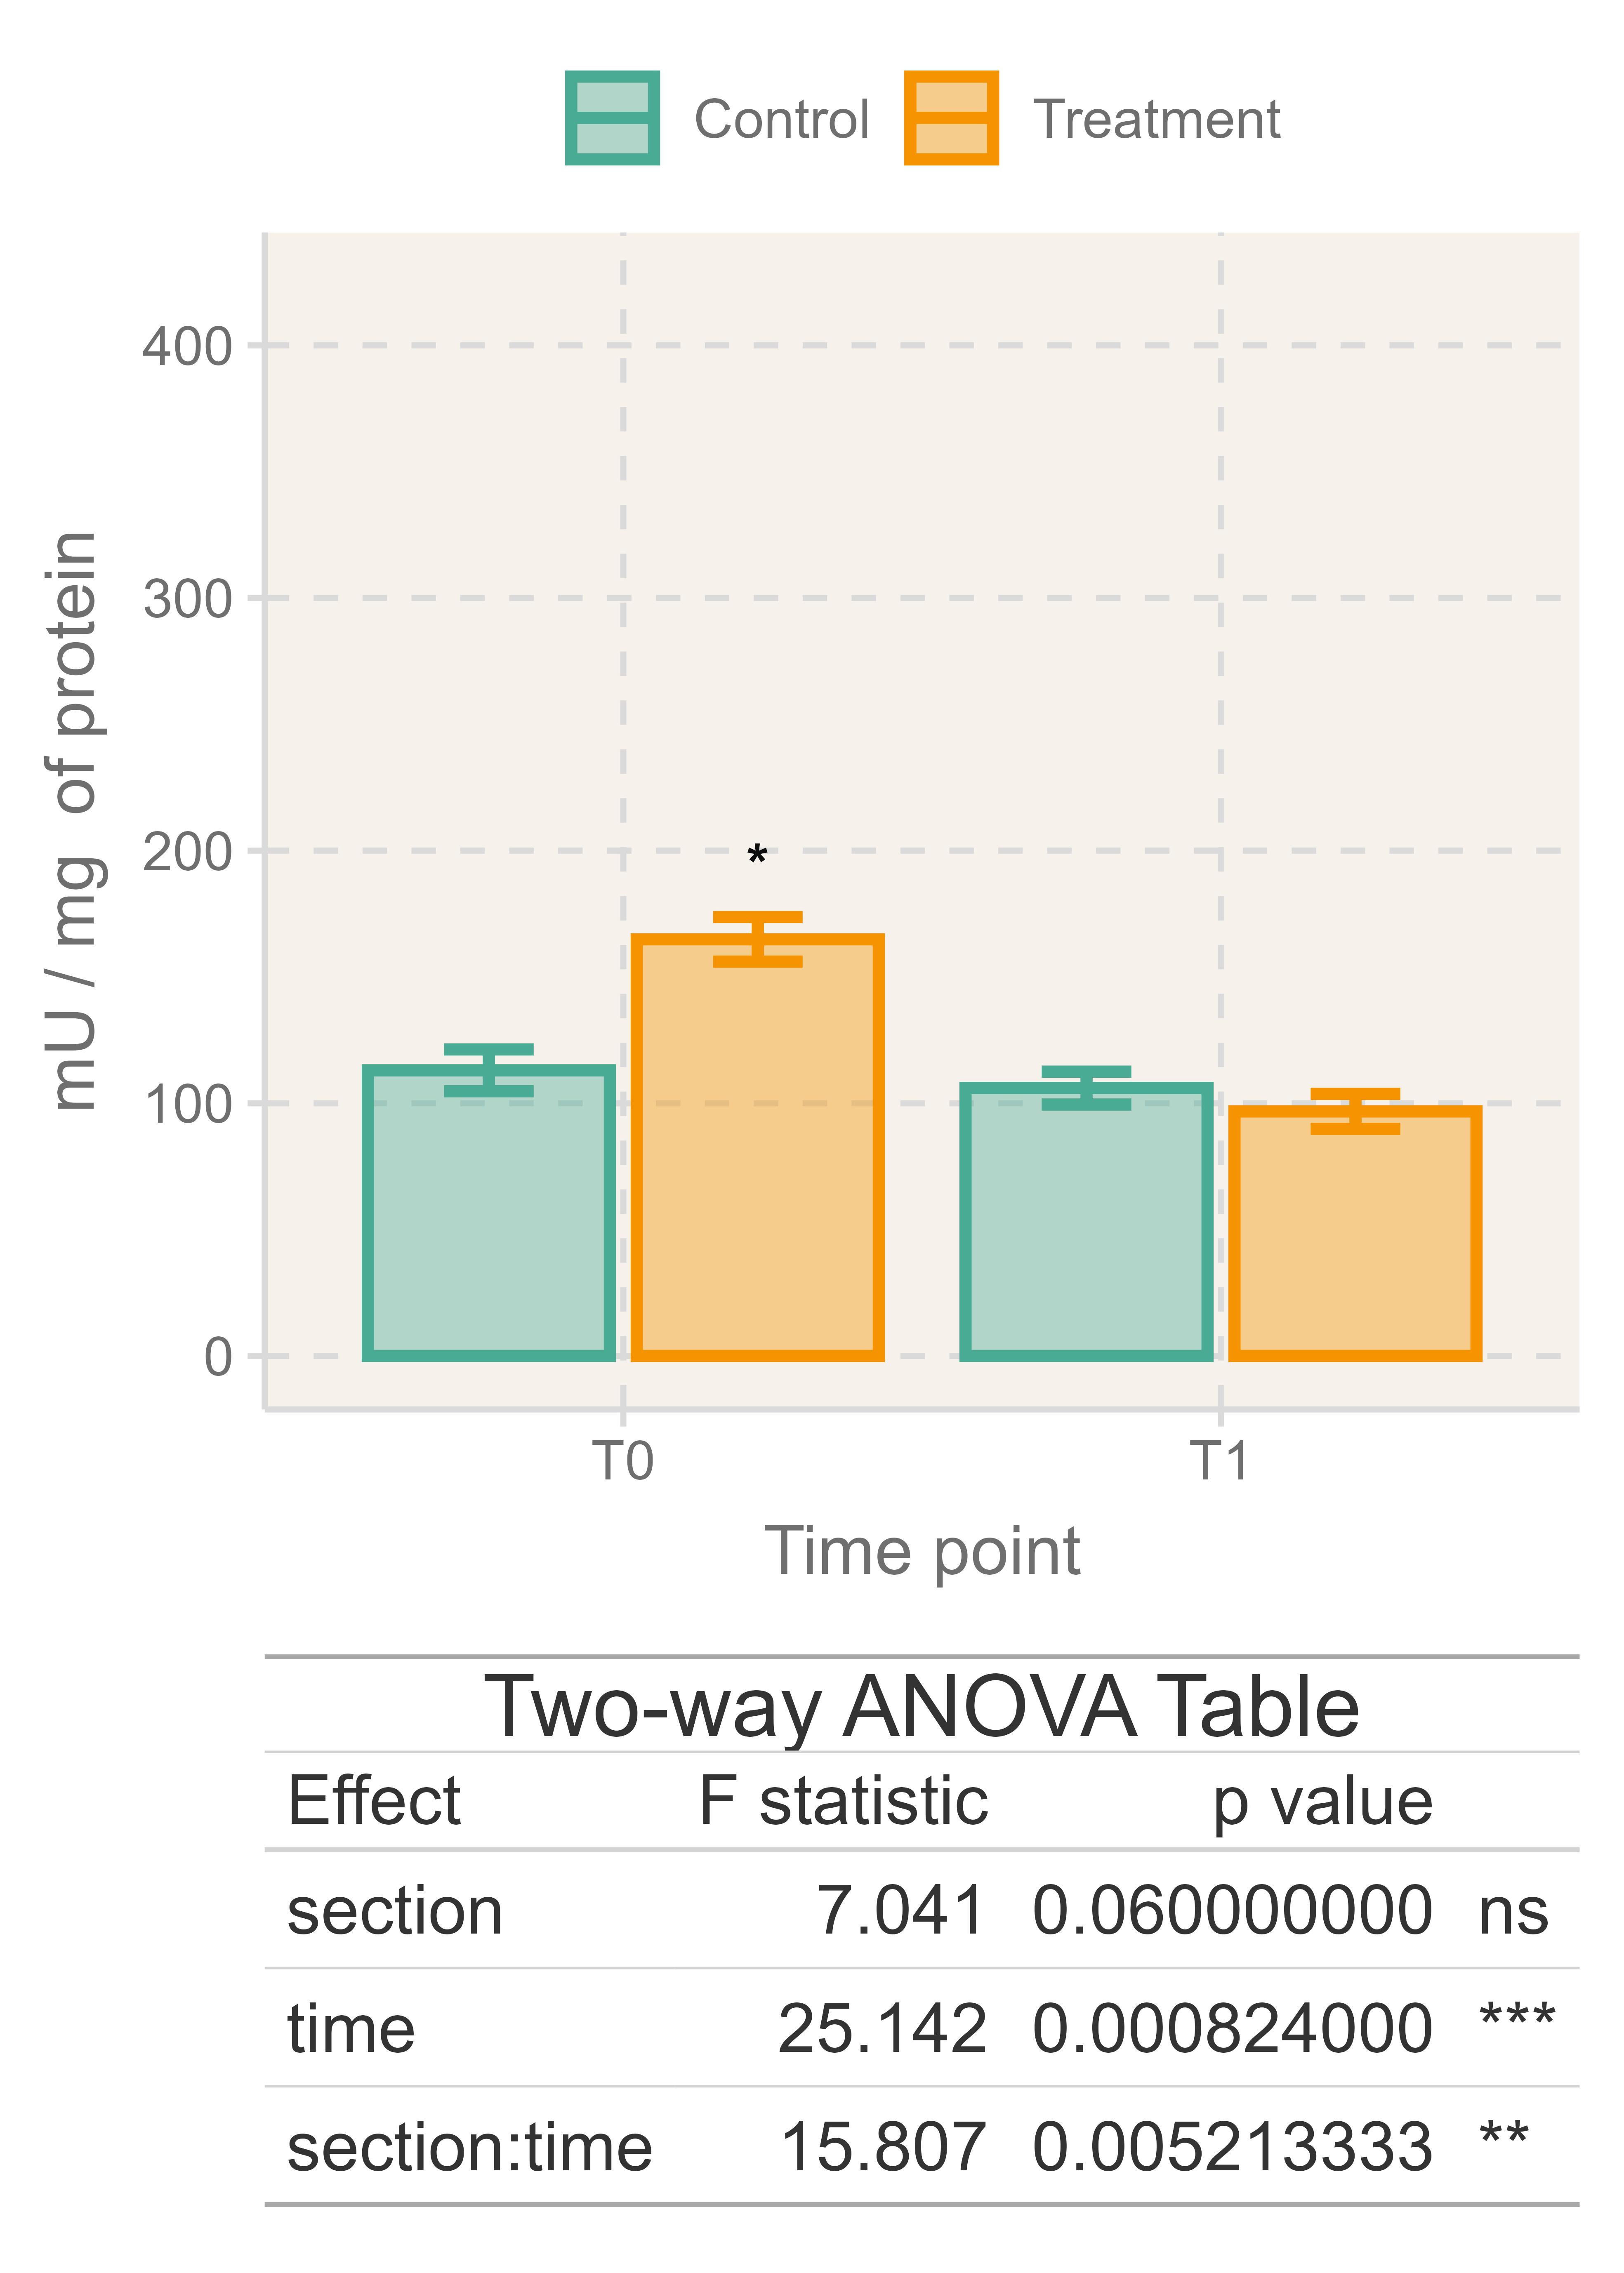 Control Treatment
400
300
200
100
0
mU / mg  of protein
*
T0 T1
Time point
Two-way ANOVA Table
Effect F statistic p value
section 7.041 0.060000000 ns
time 25.142 0.000824000 ***
section:time 15.807 0.005213333 **